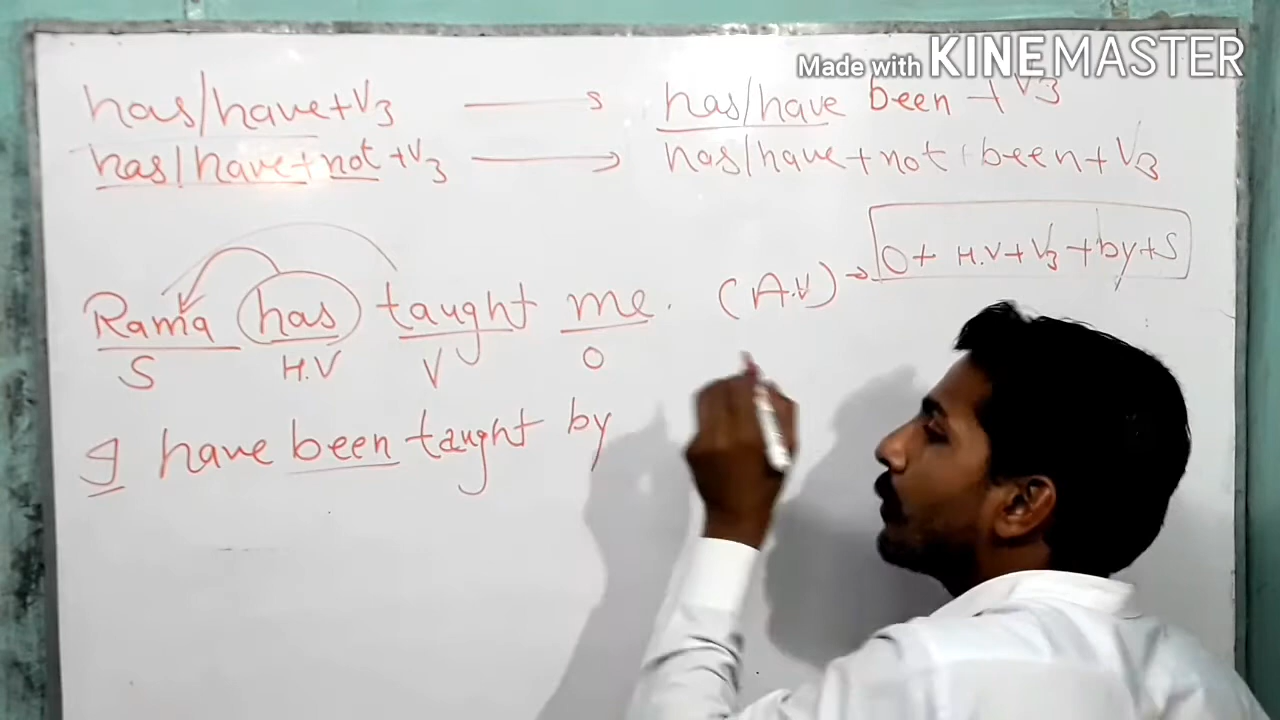 Made with KINEMASTER
has/have+V3 → has/have been + V3
has/have+not+V3 → has/have+not+been+V3
O+ H.V+V3+by+S
Rama has taught me. (A.V) →
S H.V V O
I have been taught by